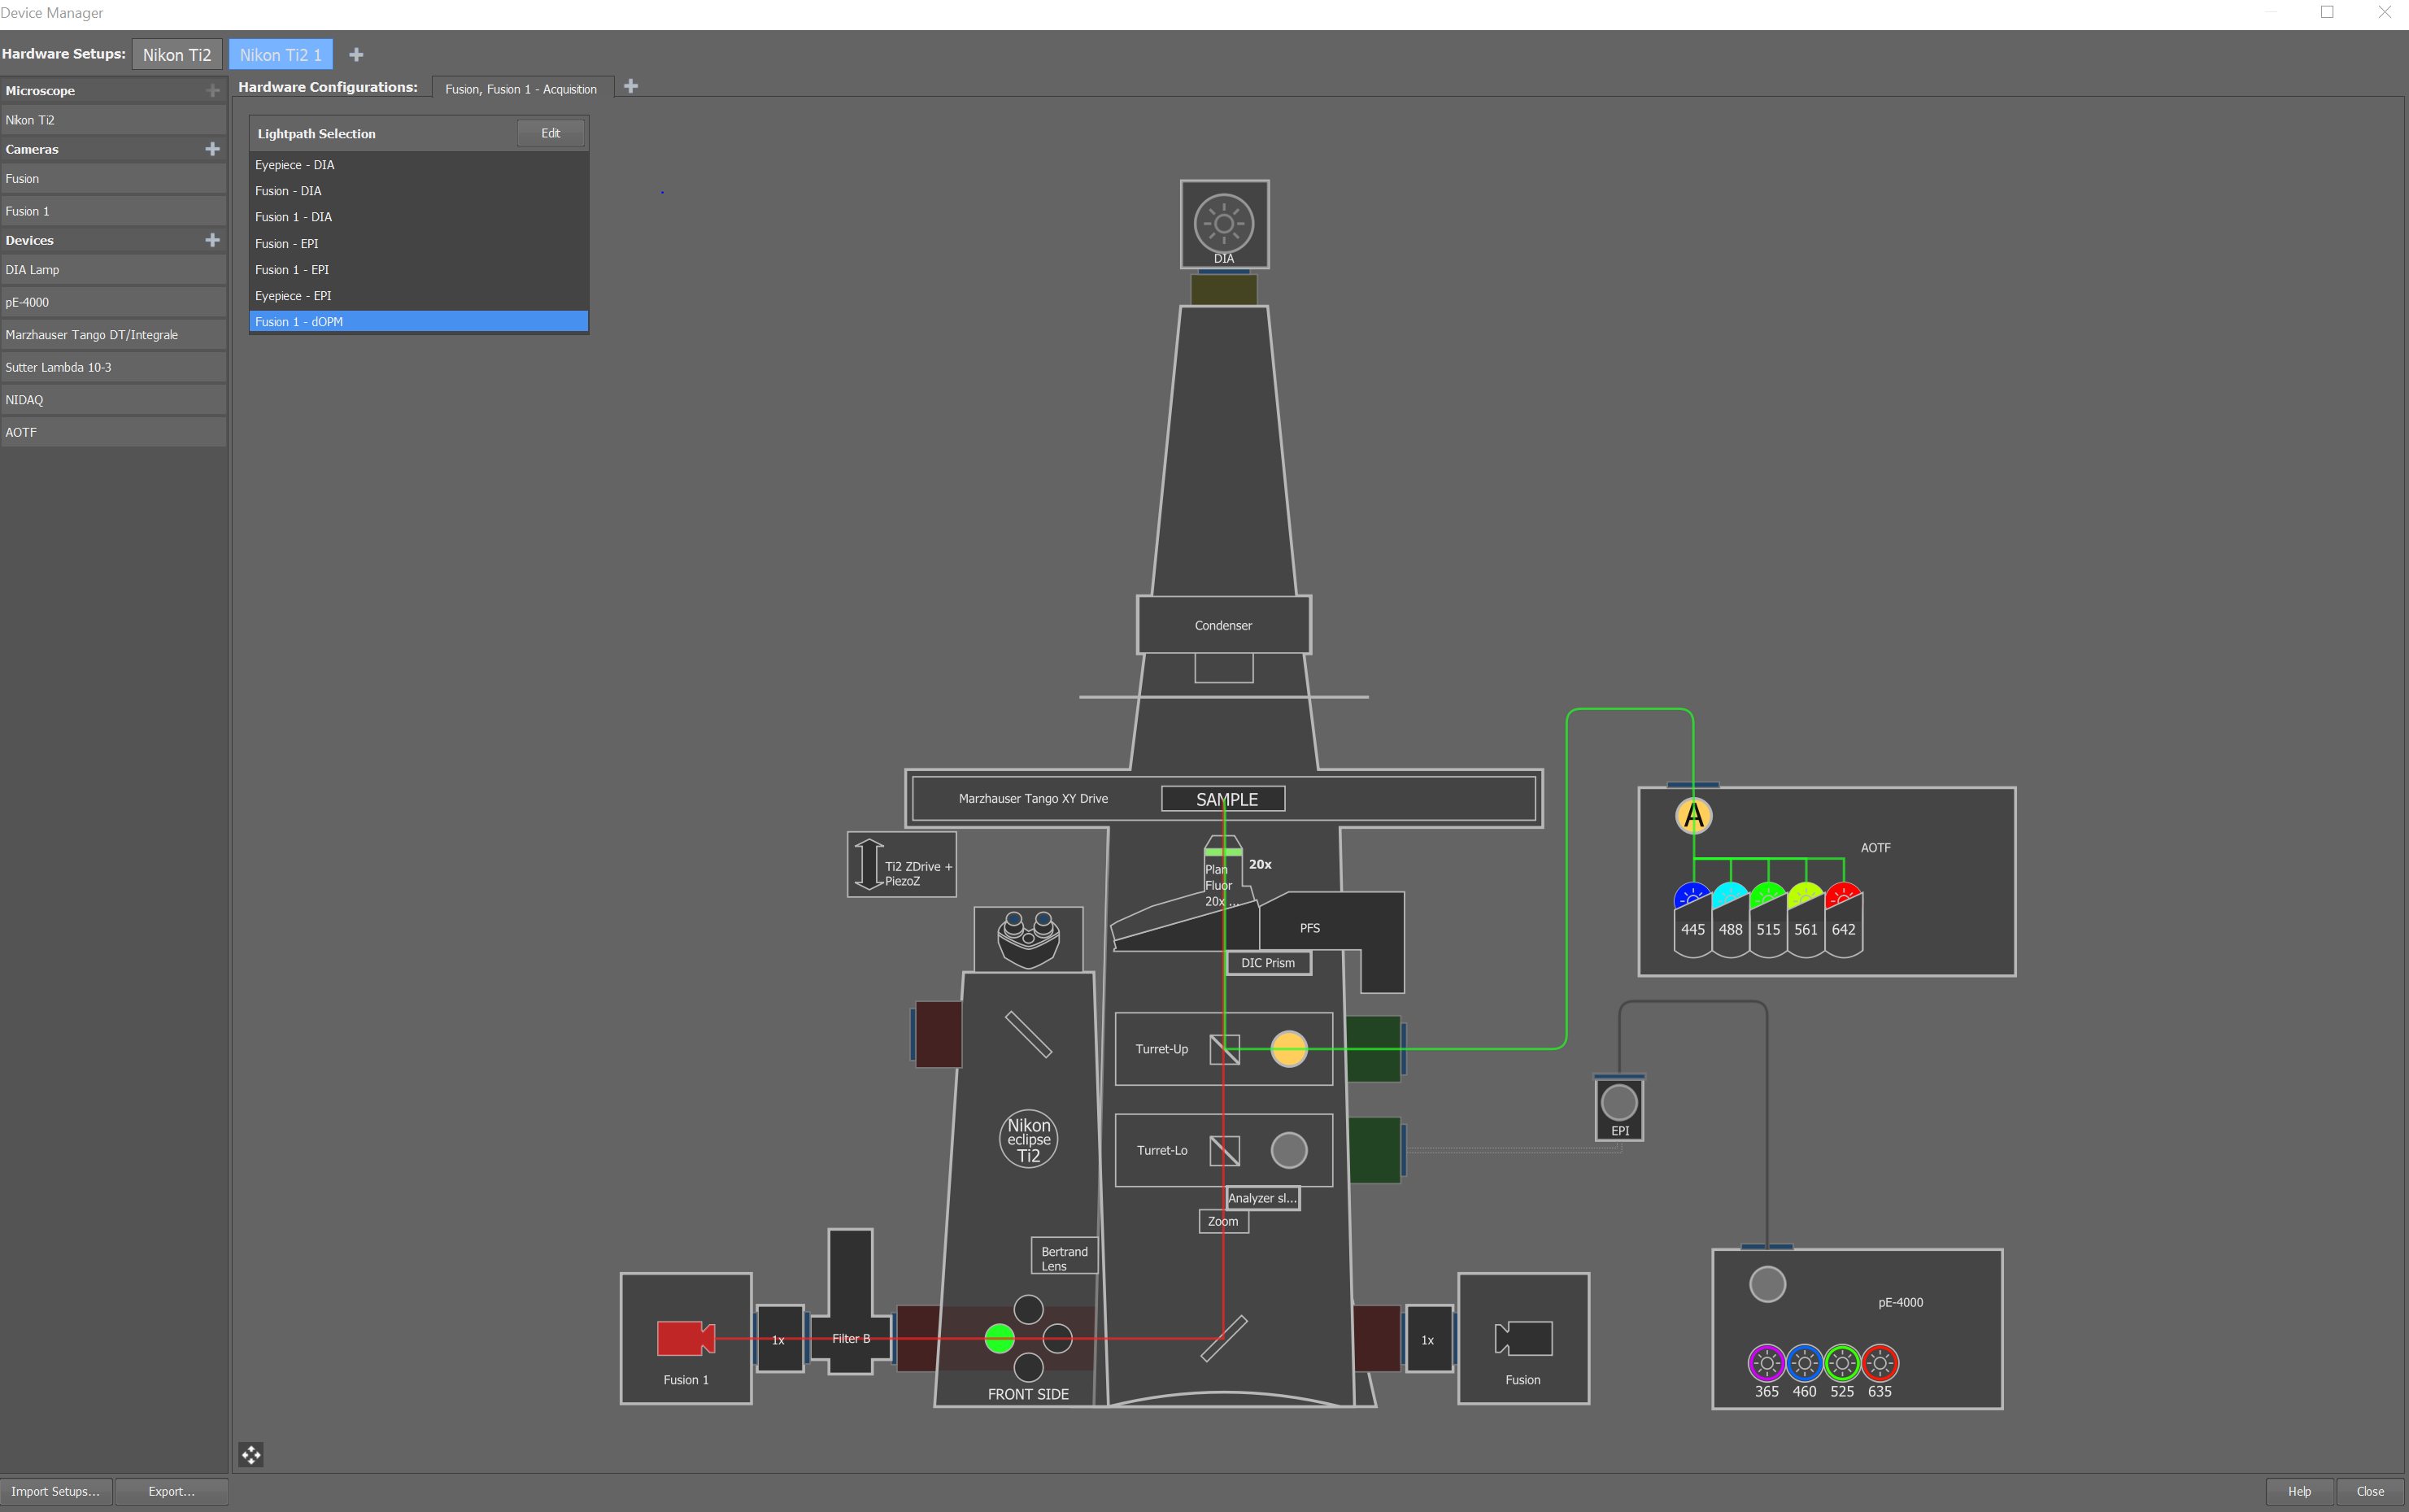 Device Manager
Hardware Setups: Nikon Ti2 Nikon Ti2 1
Microscope
Nikon Ti2
Cameras
Fusion
Fusion 1
Devices
DIA Lamp
pE-4000
Marzhauser Tango DT/Integrale
Sutter Lambda 10-3
NIDAQ
AOTF
Hardware Configurations: Fusion, Fusion 1 - Acquisition
Lightpath Selection Edit
Eyepiece - DIA
Fusion - DIA
Fusion 1 - DIA
Fusion - EPI
Fusion 1 - EPI
Eyepiece - EPI
Fusion 1 - dOPM
DIA
Condenser
Marzhauser Tango XY Drive SAMPLE
Ti2 ZDrive +
PiezoZ
20x
Plan
Fluor
20x ...
PFS
DIC Prism
A
AOTF
445 488 515 561 642
Turret-Up
Nikon
eclipse
Ti2
Turret-Lo
EPI
Analyzer sl...
Zoom
Bertrand
Lens
pE-4000
365 460 525 635
Fusion 1
1x
Filter B
FRONT SIDE
1x
Fusion
Import Setups... Export... Help Close